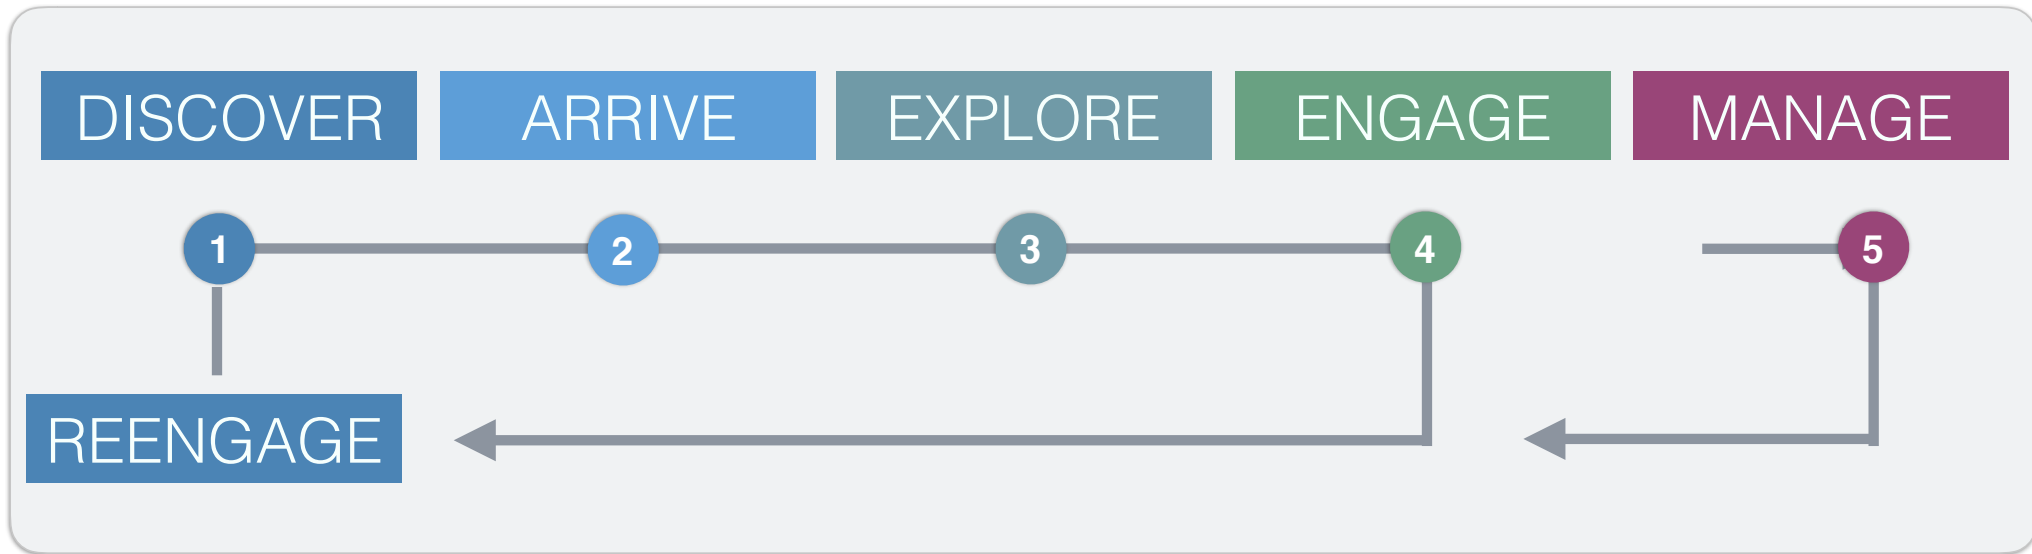 DISCOVER
ARRIVE
EXPLORE
ENGAGE
MANAGE
1
2
3
4
5
REENGAGE